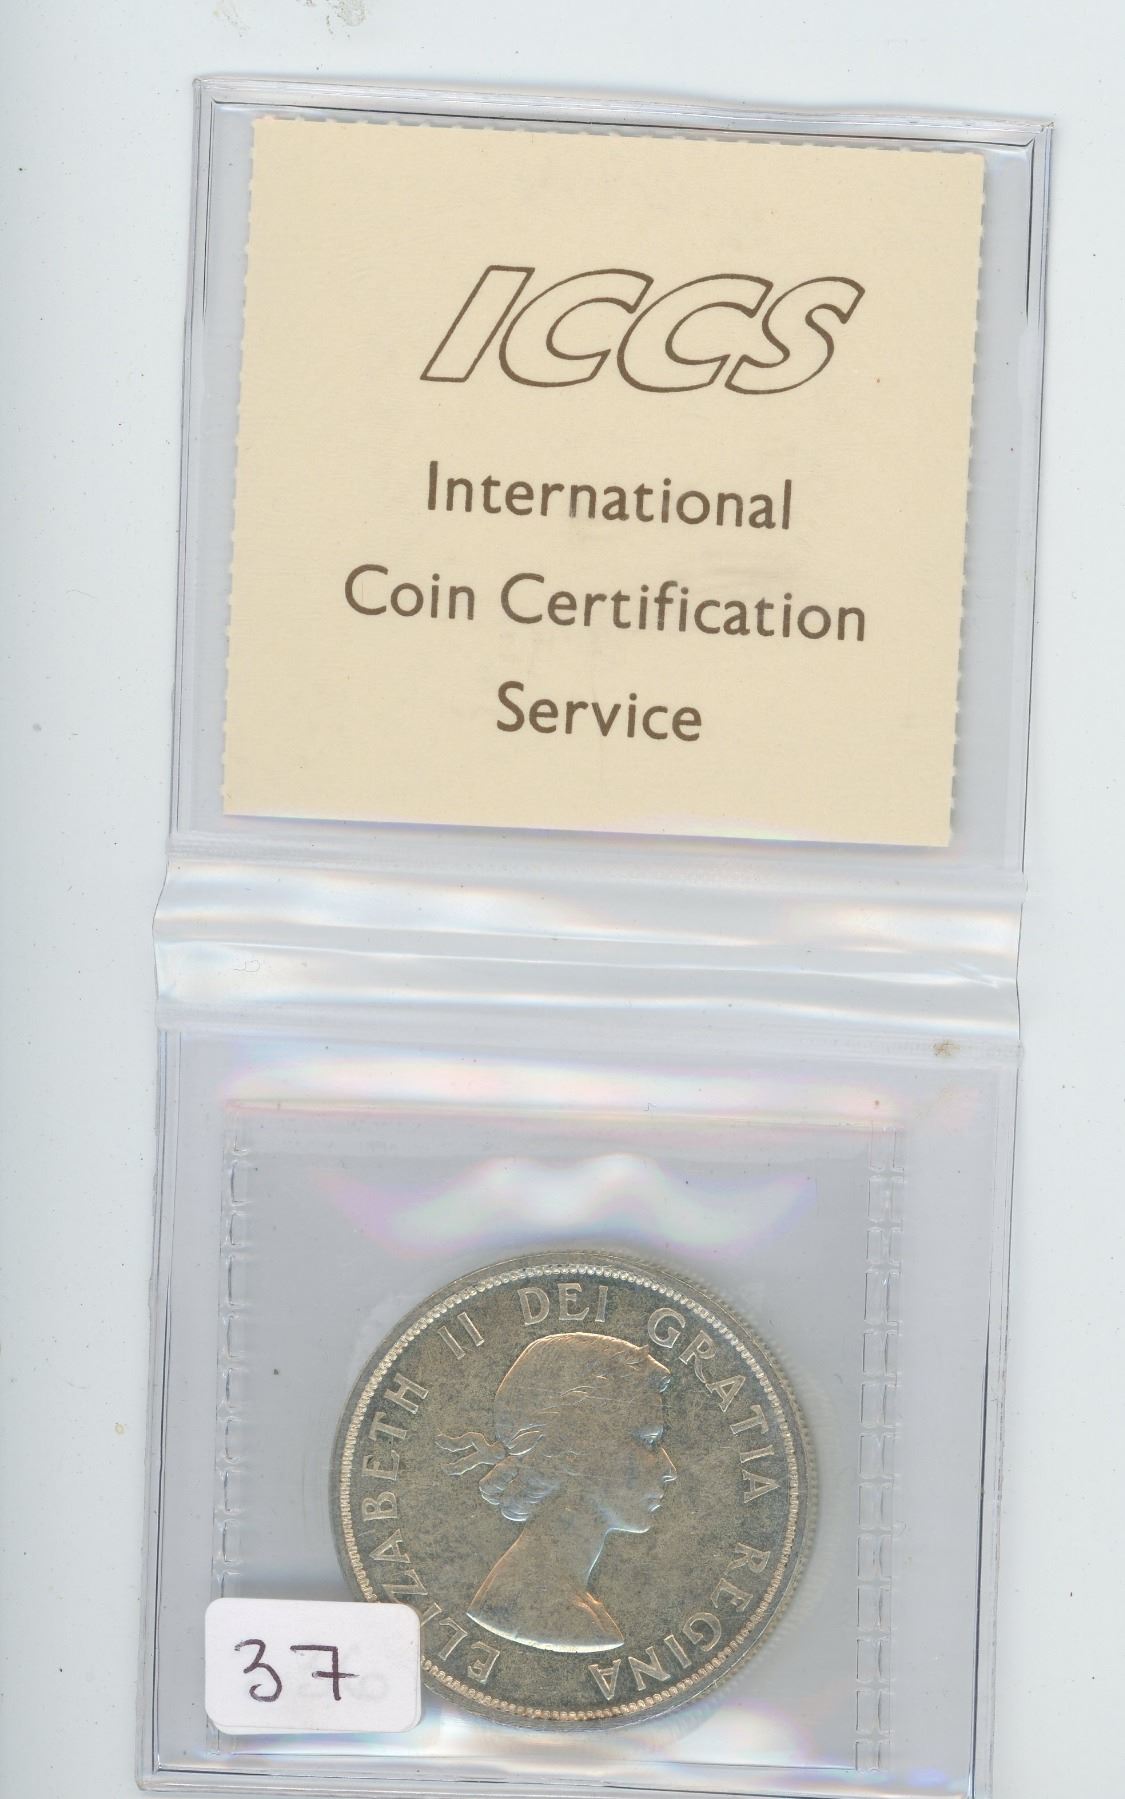 ICCS
International
Coin Certification
Service
ELIZABETH II DEI GRATIA REGINA
37